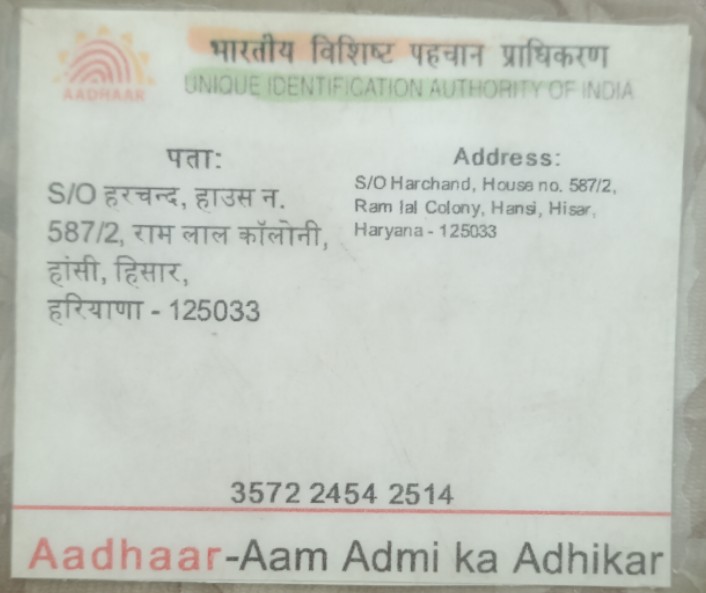 AADHAAR
भारतीय विशिष्ट पहचान प्राधिकरण
UNIQUE IDENTIFICATION AUTHORITY OF INDIA
पता:
S/O हरचन्द, हाउस न.
587/2, राम लाल कॉलोनी,
हांसी, हिसार,
हरियाणा - 125033
Address:
S/O Harchand, House no. 587/2,
Ram lal Colony, Hansi, Hisar,
Haryana - 125033
3572 2454 2514
Aadhaar-Aam Admi ka Adhikar